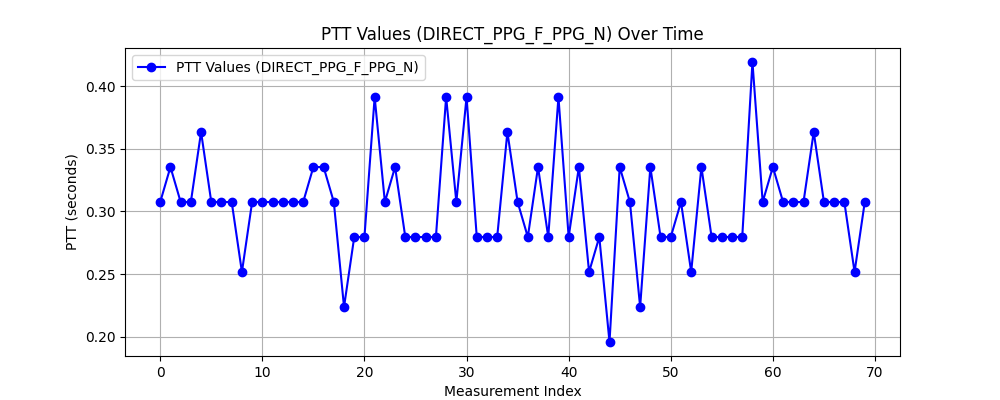 PTT Values (DIRECT_PPG_F_PPG_N) Over Time
PTT Values (DIRECT_PPG_F_PPG_N)
PTT (seconds)
0.40
0.35
0.30
0.25
0.20
0 10 20 30 40 50 60 70
Measurement Index